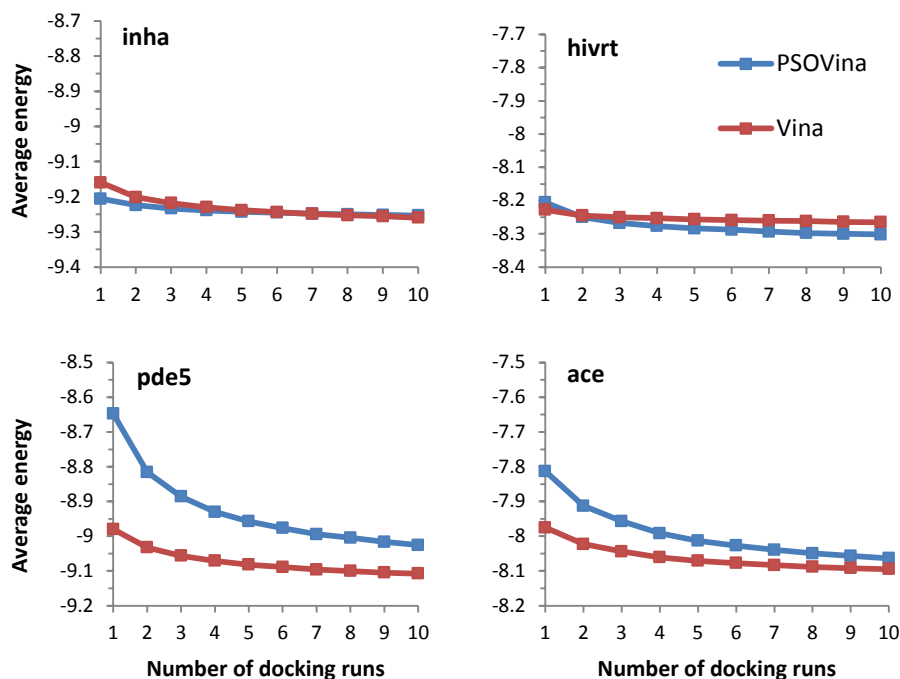 inha
Average energy
-8.7
-8.8
-8.9
-9
-9.1
-9.2
-9.3
-9.4
1 2 3 4 5 6 7 8 9 10
hivrt
-7.7
-7.8
-7.9
-8
-8.1
-8.2
-8.3
-8.4
1 2 3 4 5 6 7 8 9 10
PSOVina
Vina
pde5
Average energy
-8.5
-8.6
-8.7
-8.8
-8.9
-9
-9.1
-9.2
1 2 3 4 5 6 7 8 9 10
Number of docking runs
ace
-7.5
-7.6
-7.7
-7.8
-7.9
-8
-8.1
-8.2
1 2 3 4 5 6 7 8 9 10
Number of docking runs